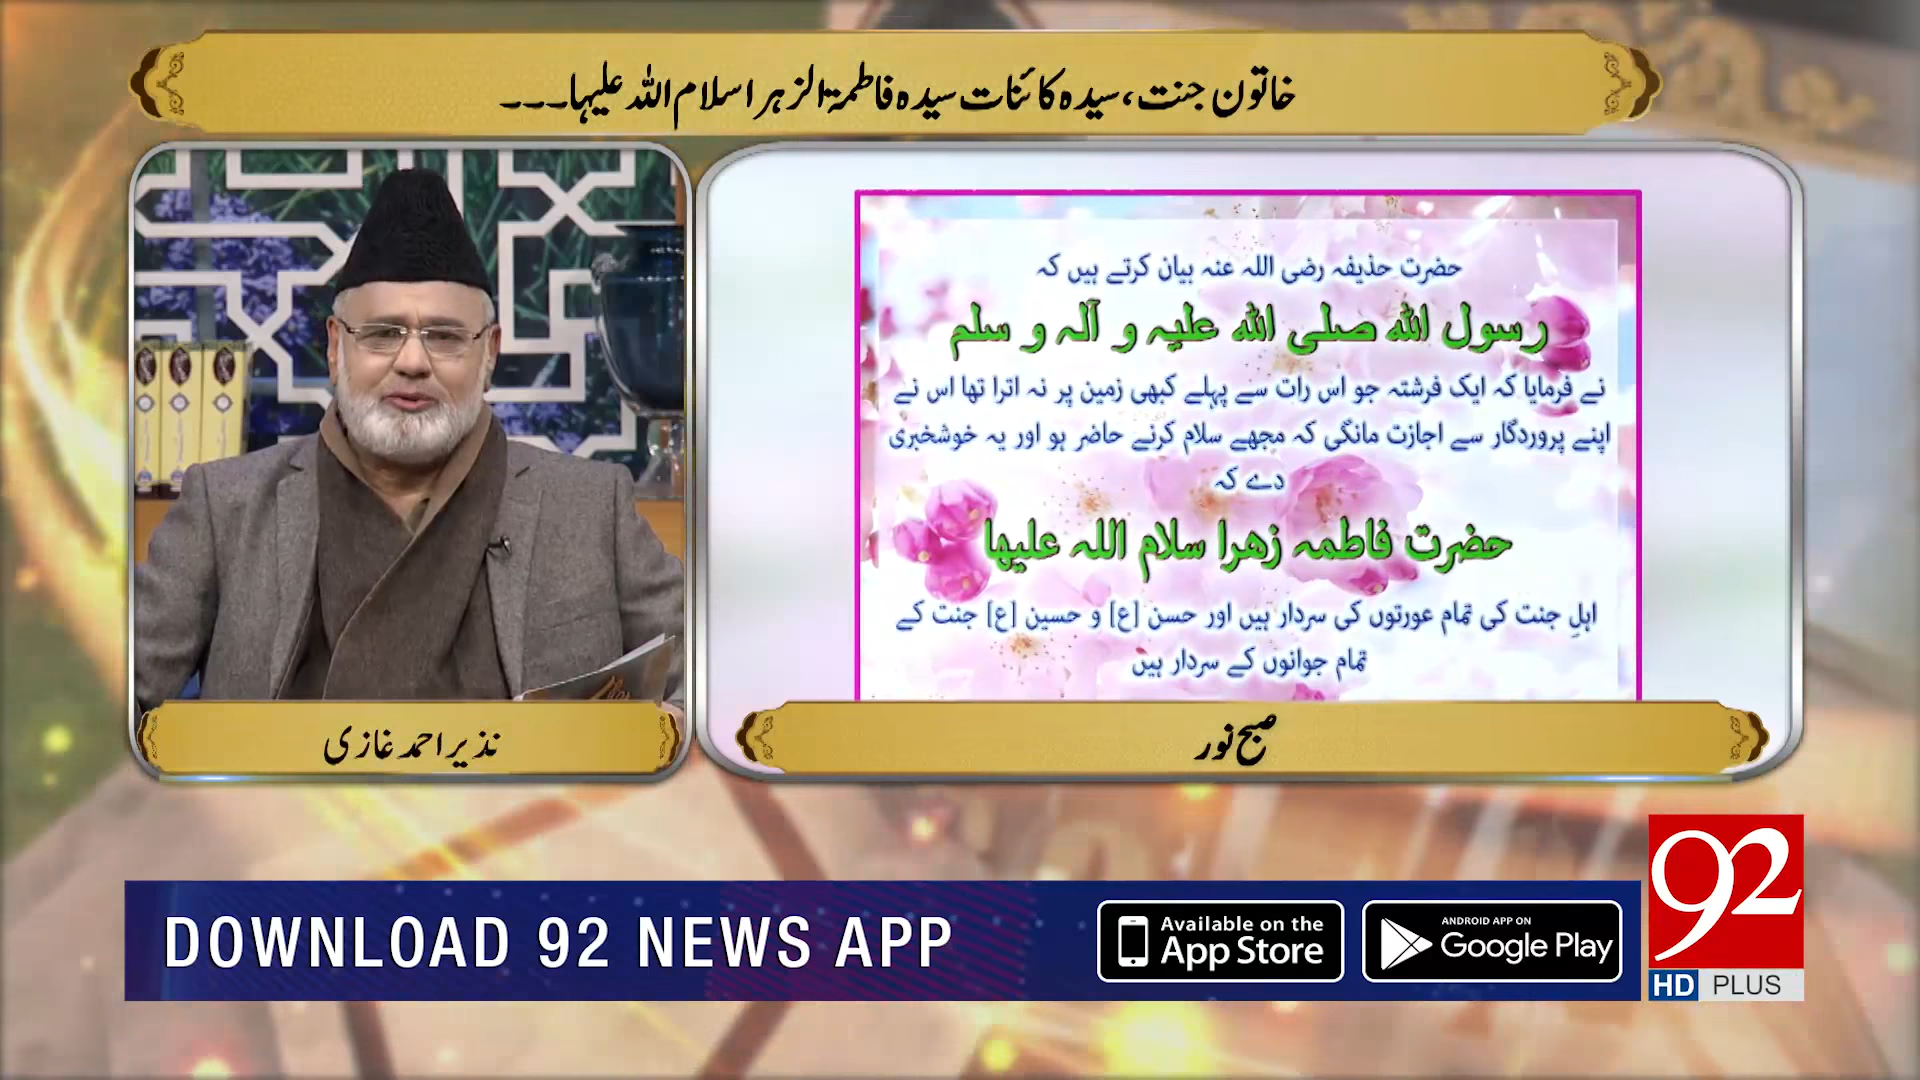 خاتون جنت، سیدہ کائنات سیدہ فاطمۃ الزہرا سلام اللہ علیہا۔۔۔
حضرت حذیفہ رضی اللہ عنہ بیان کرتے ہیں کہ
رسول اللہ صلی اللہ علیہ و آلہ و سلم
نے فرمایا کہ ایک فرشتہ جو اس رات سے پہلے کبھی زمین پر نہ اترا تھا اس نے
اپنے پروردگار سے اجازت مانگی کہ مجھے سلام کرنے حاضر ہو اور یہ خوشخبری
دے کہ
حضرت فاطمہ زھرا سلام اللہ علیھا
اہلِ جنت کی تمام عورتوں کی سردار ہیں اور حسن [ع] و حسین [ع] جنت کے
تمام جوانوں کے سردار ہیں
نذیر احمد غازی
صبح نور
DOWNLOAD 92 NEWS APP
Available on the
App Store
ANDROID APP ON
Google Play
92
HD PLUS